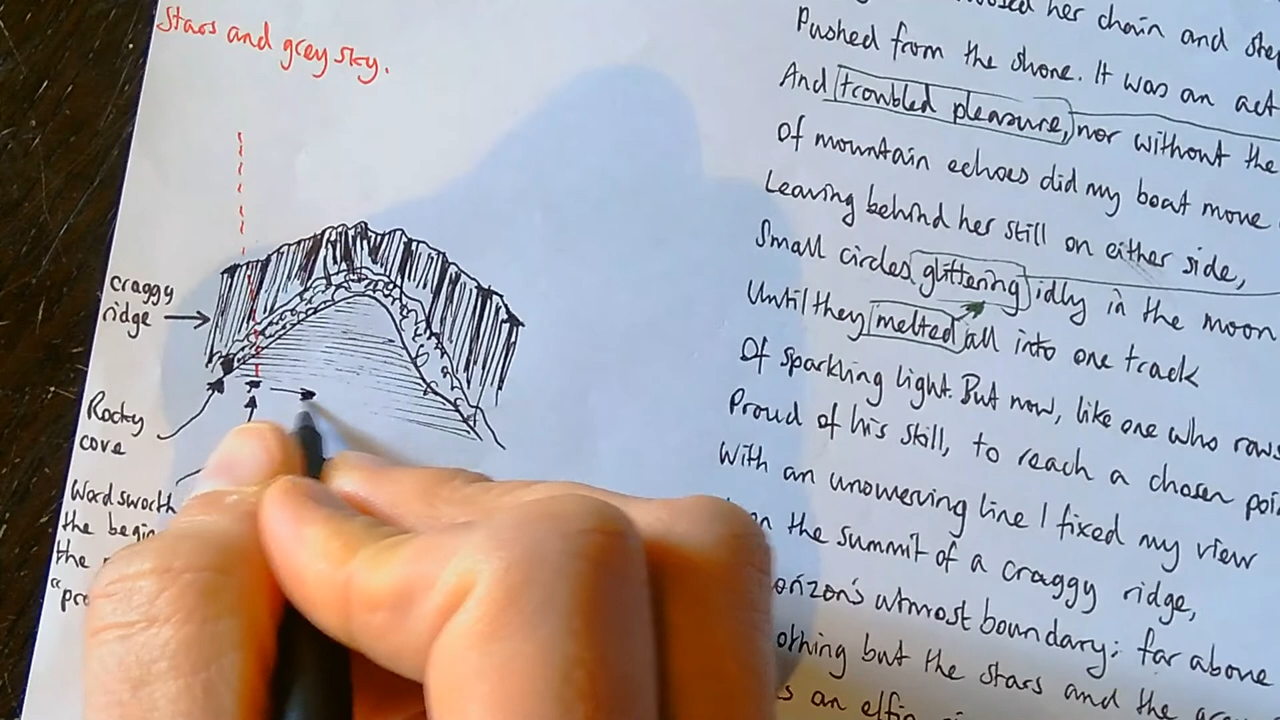 Stars and grey sky.
craggy
ridge
Rocky
cove
Wordsworth
the
the
her chain and
Pushed from the shore. It was an act
And troubled pleasure, nor without the
Of mountain echoes did my boat move
Leaving behind her still on either side,
Small circles glittering idly in the moon
Until they melted all into one track
Of sparkling light. But now, like one who rows
Proud of his skill, to reach a chosen
With an unwavering line I fixed my view
the summit of a craggy ridge,
utmost boundary; far above
but the stars and the
an